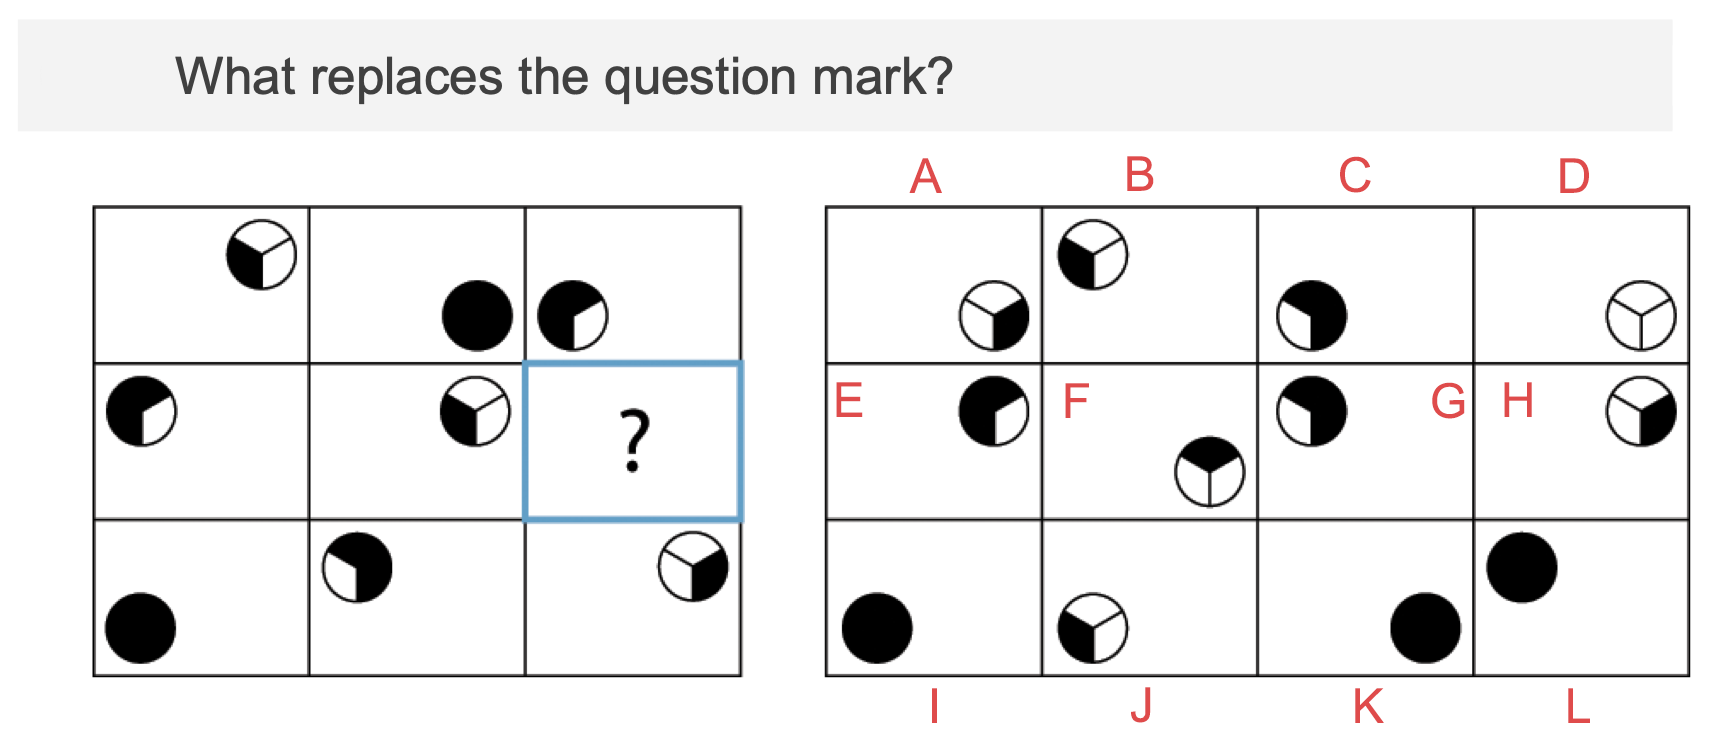 What replaces the question mark?
A B C D
?
E F G H
I J K L